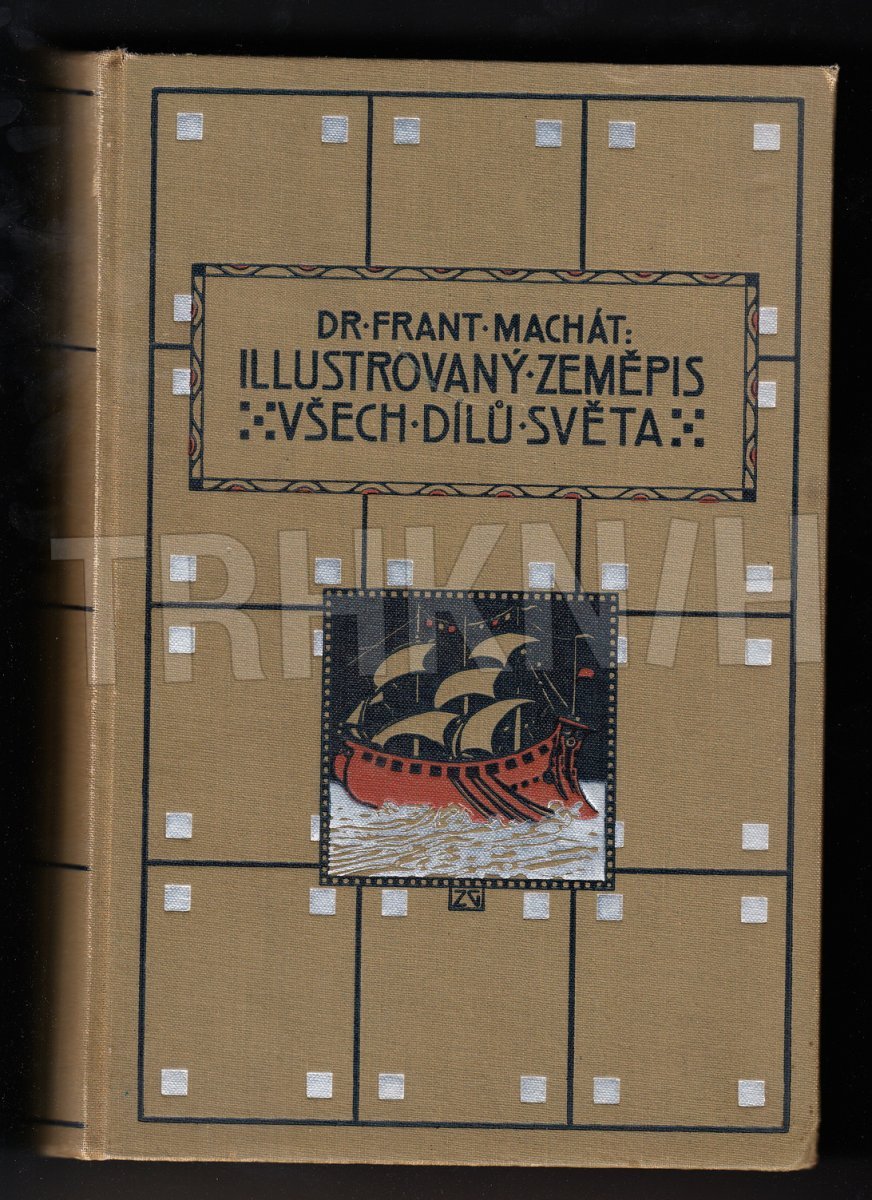 DR·FRANT·MACHÁT:
ILLUSTROVANÝ·ZEMĚPIS
VŠECH·DÍLŮ·SVĚTA
TRHKNIH
ZG